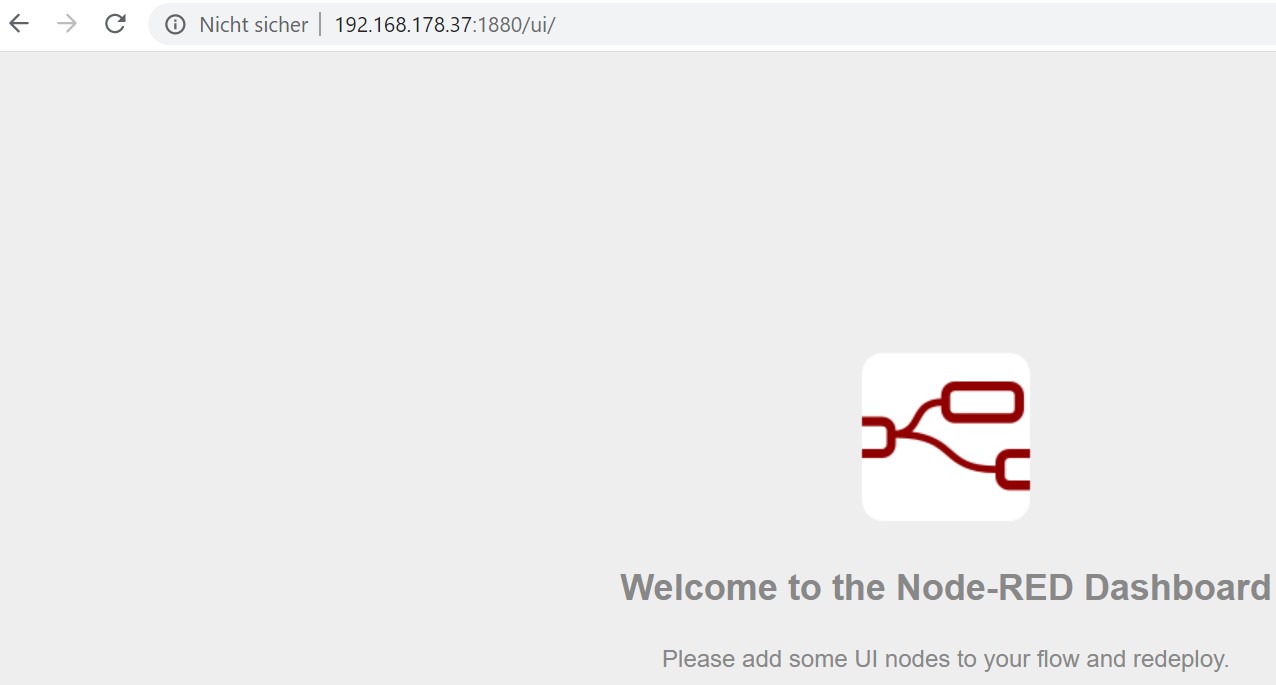 Nicht sicher | 192.168.178.37:1880/ui/
Welcome to the Node-RED Dashboard
Please add some UI nodes to your flow and redeploy.